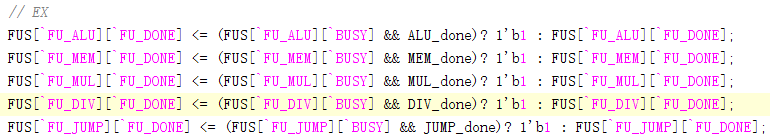 // EX
FUS[`FU_ALU][`FU_DONE] <= (FUS[`FU_ALU][`BUSY] && ALU_done)? 1'b1 : FUS[`FU_ALU][`FU_DONE];
FUS[`FU_MEM][`FU_DONE] <= (FUS[`FU_MEM][`BUSY] && MEM_done)? 1'b1 : FUS[`FU_MEM][`FU_DONE];
FUS[`FU_MUL][`FU_DONE] <= (FUS[`FU_MUL][`BUSY] && MUL_done)? 1'b1 : FUS[`FU_MUL][`FU_DONE];
FUS[`FU_DIV][`FU_DONE] <= (FUS[`FU_DIV][`BUSY] && DIV_done)? 1'b1 : FUS[`FU_DIV][`FU_DONE];
FUS[`FU_JUMP][`FU_DONE] <= (FUS[`FU_JUMP][`BUSY] && JUMP_done)? 1'b1 : FUS[`FU_JUMP][`FU_DONE];